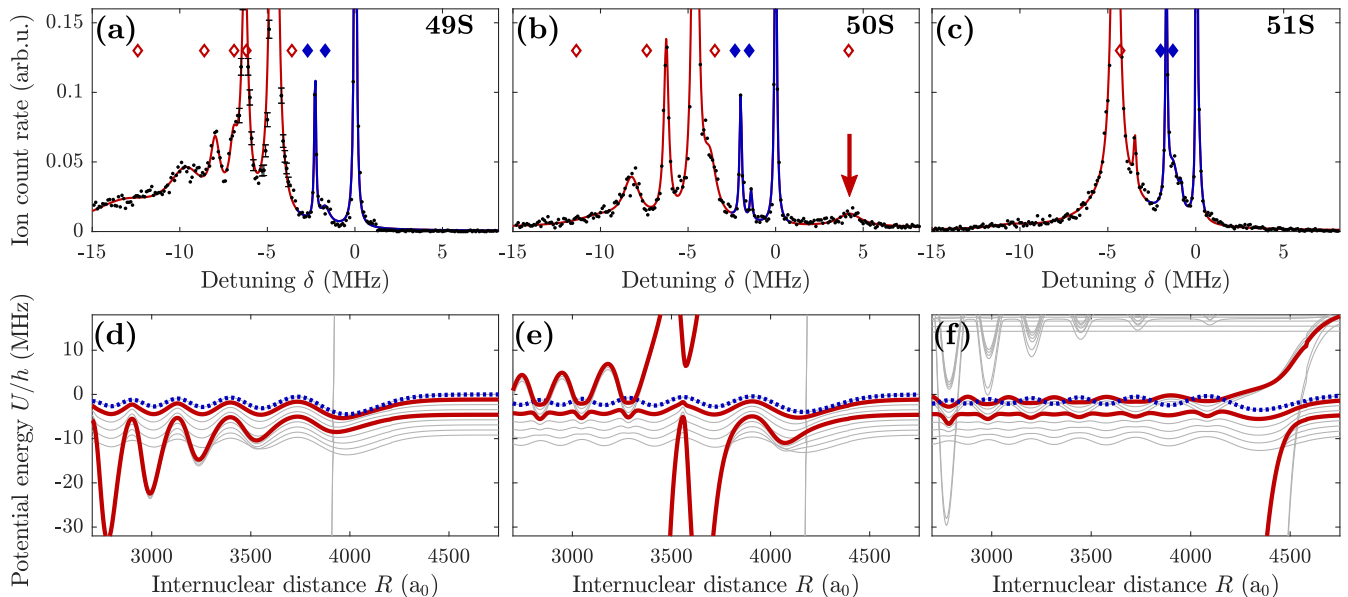 Ion count rate (arb.u.)
0.15
0.1
0.05
0
(a)
49S
-15
-10
-5
0
5
Detuning δ (MHz)
(b)
50S
-15
-10
-5
0
5
Detuning δ (MHz)
(c)
51S
-15
-10
-5
0
5
Detuning δ (MHz)
Potential energy U/h (MHz)
10
0
-10
-20
-30
(d)
3000
3500
4000
4500
Internuclear distance R (a₀)
(e)
3000
3500
4000
4500
Internuclear distance R (a₀)
(f)
3000
3500
4000
4500
Internuclear distance R (a₀)